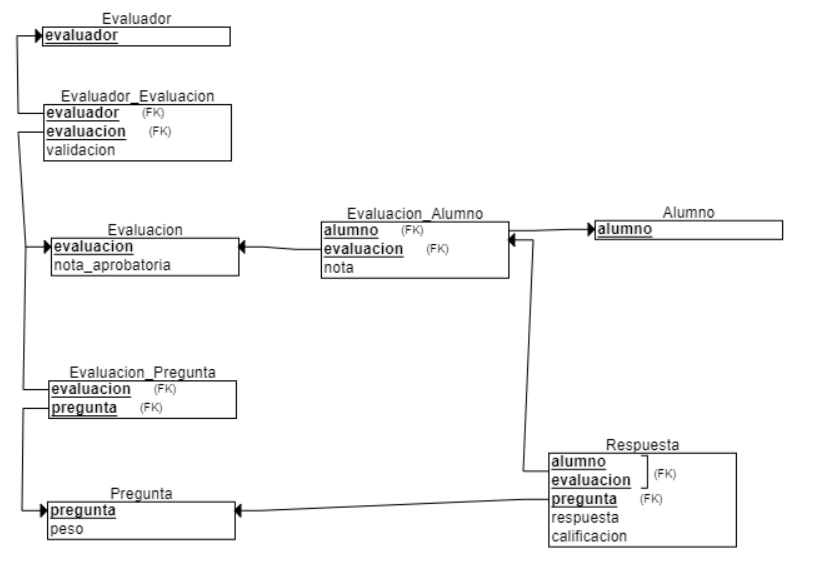 Evaluador
evaluador
Evaluador_Evaluacion
evaluador (FK)
evaluacion (FK)
validacion
Evaluacion
evaluacion
nota_aprobatoria
Evaluacion_Alumno
alumno (FK)
evaluacion (FK)
nota
Alumno
alumno
Evaluacion_Pregunta
evaluacion (FK)
pregunta (FK)
Pregunta
pregunta
peso
Respuesta
alumno
evaluacion (FK)
pregunta (FK)
respuesta
calificacion